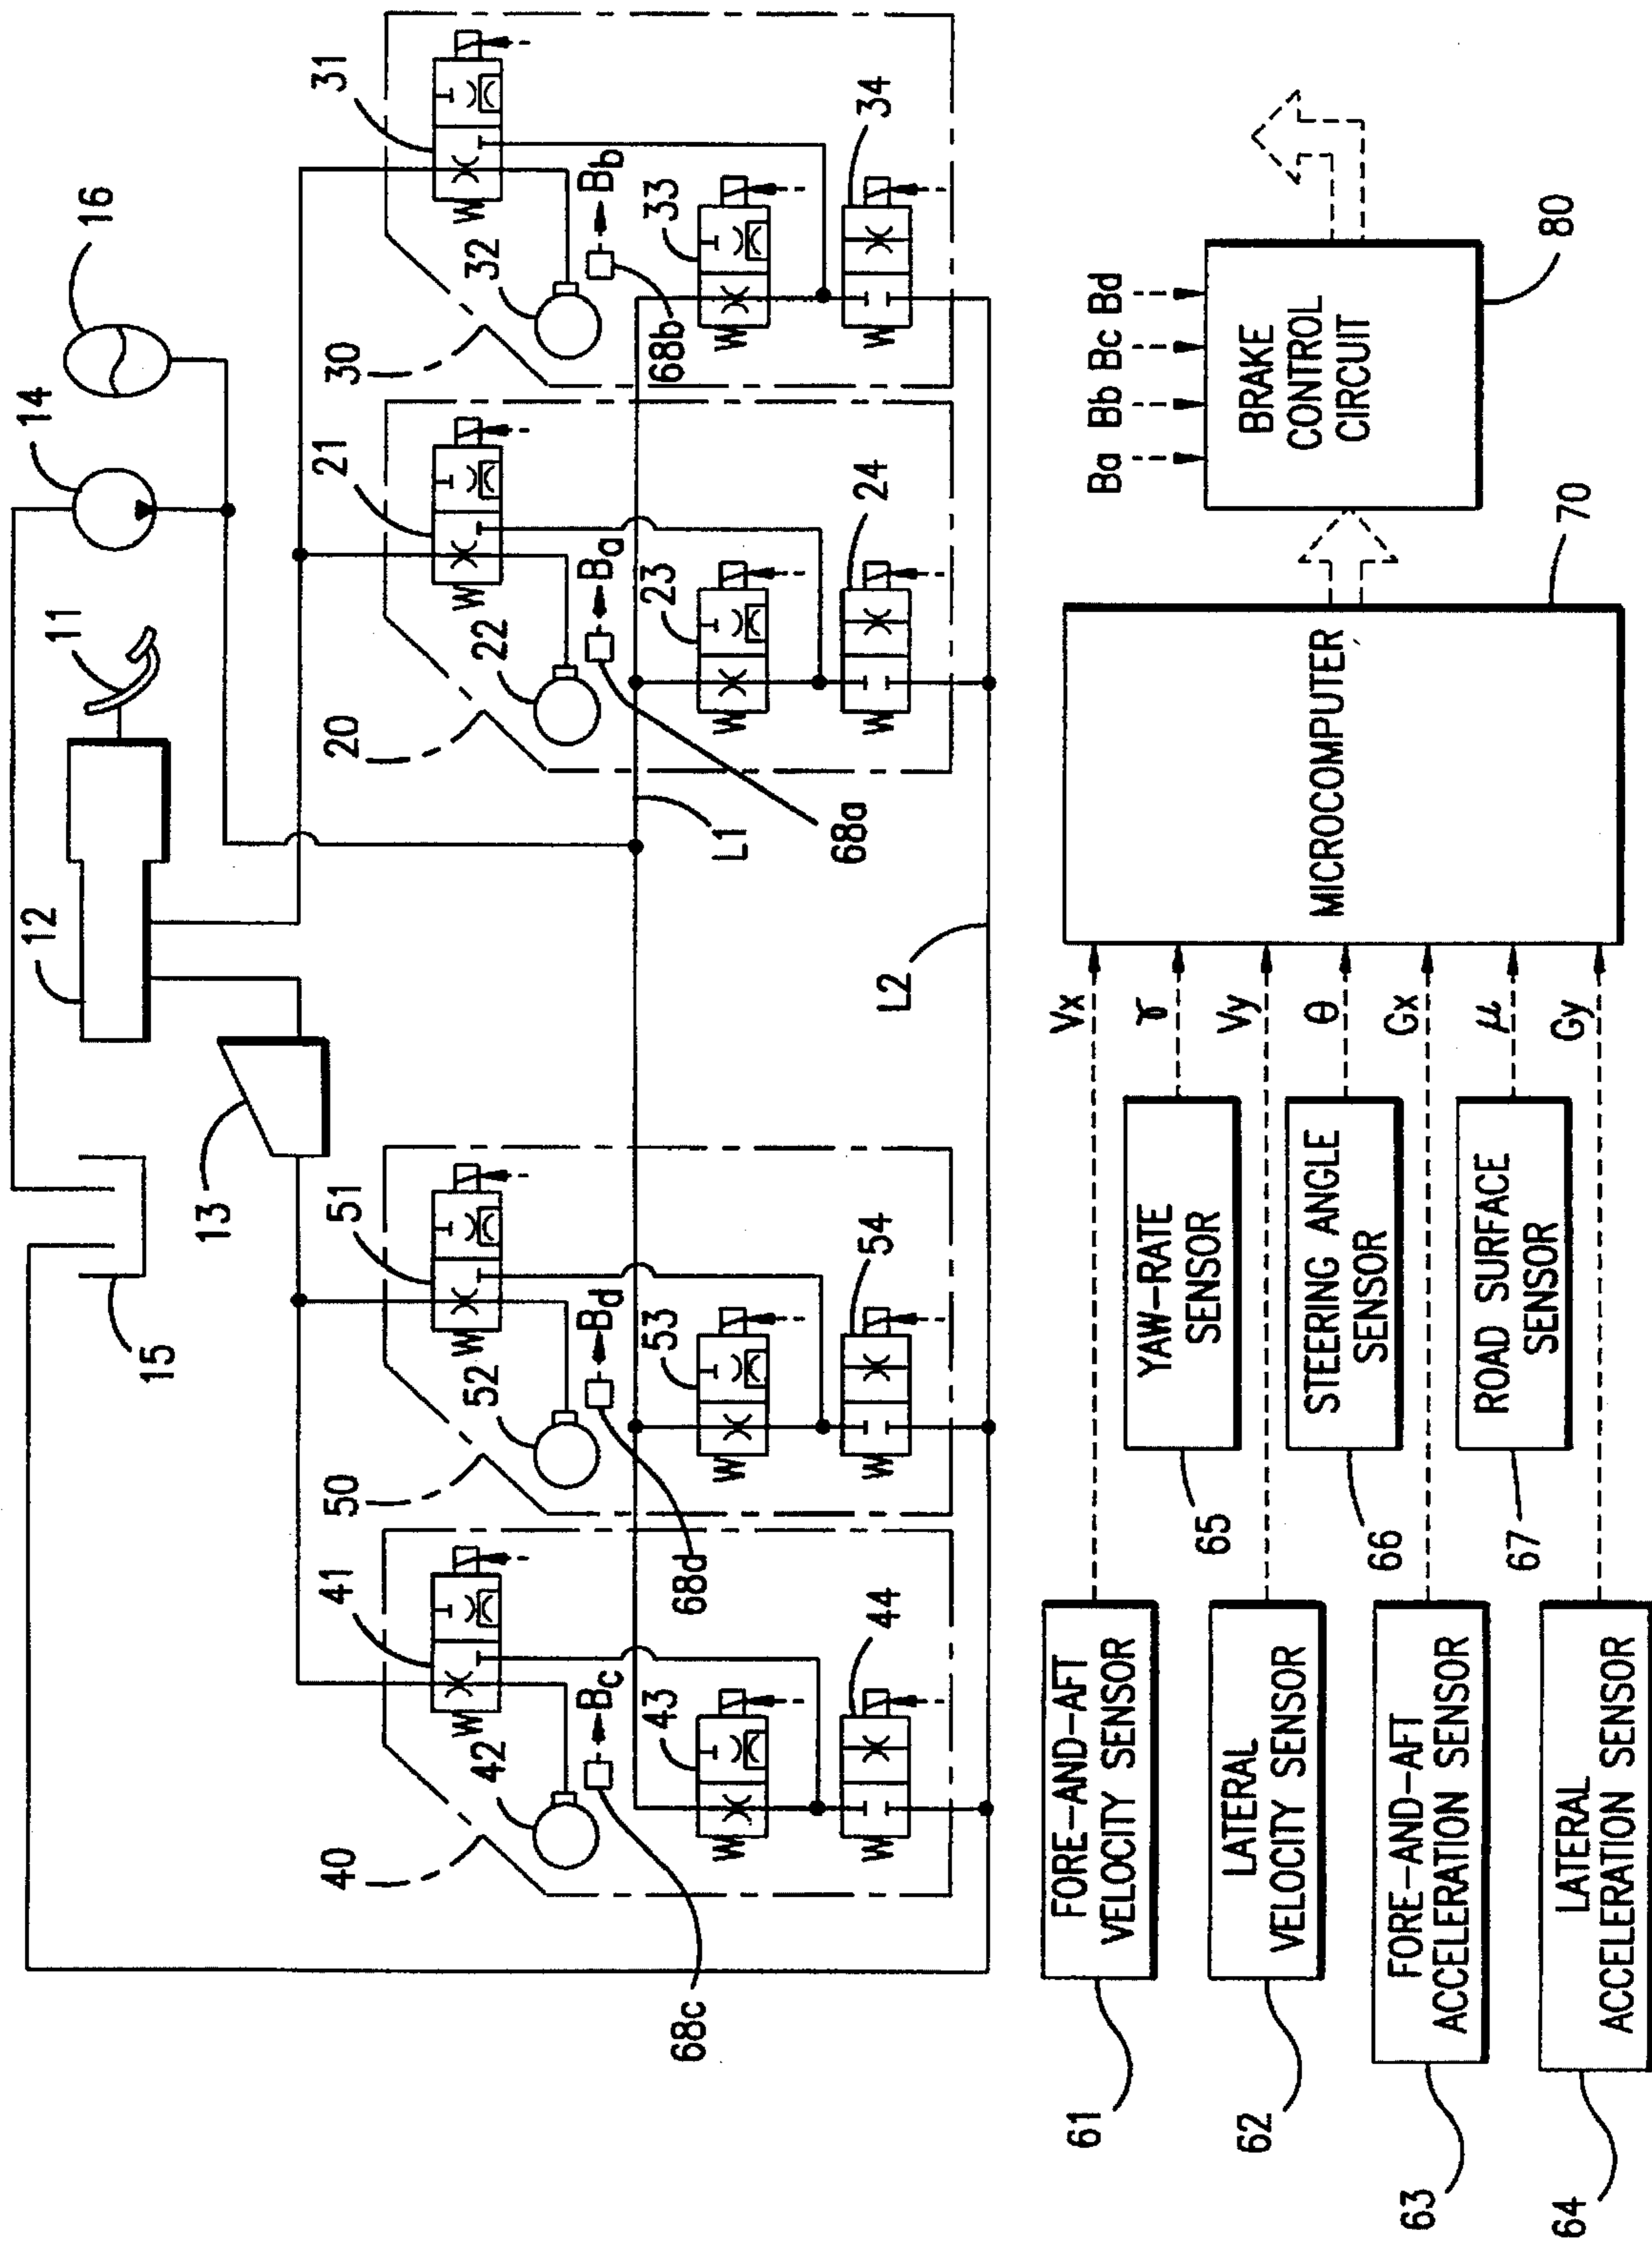 16
14
11
12
13
15
31
30
32
33
34
Bb
68b
21
20
22
23
24
Ba
68a
L1
L2
51
50
52
53
54
Bd
68d
41
40
42
43
44
Bc
68c
Ba Bb Bc Bd
BRAKE
CONTROL
CIRCUIT
80
MICROCOMPUTER
70
Vx
γ
Vy
θ
Gx
μ
Gy
YAW-RATE
SENSOR
65
STEERING ANGLE
SENSOR
66
ROAD SURFACE
SENSOR
67
FORE-AND-AFT
VELOCITY SENSOR
61
LATERAL
VELOCITY SENSOR
62
FORE-AND-AFT
ACCELERATION SENSOR
63
LATERAL
ACCELERATION SENSOR
64